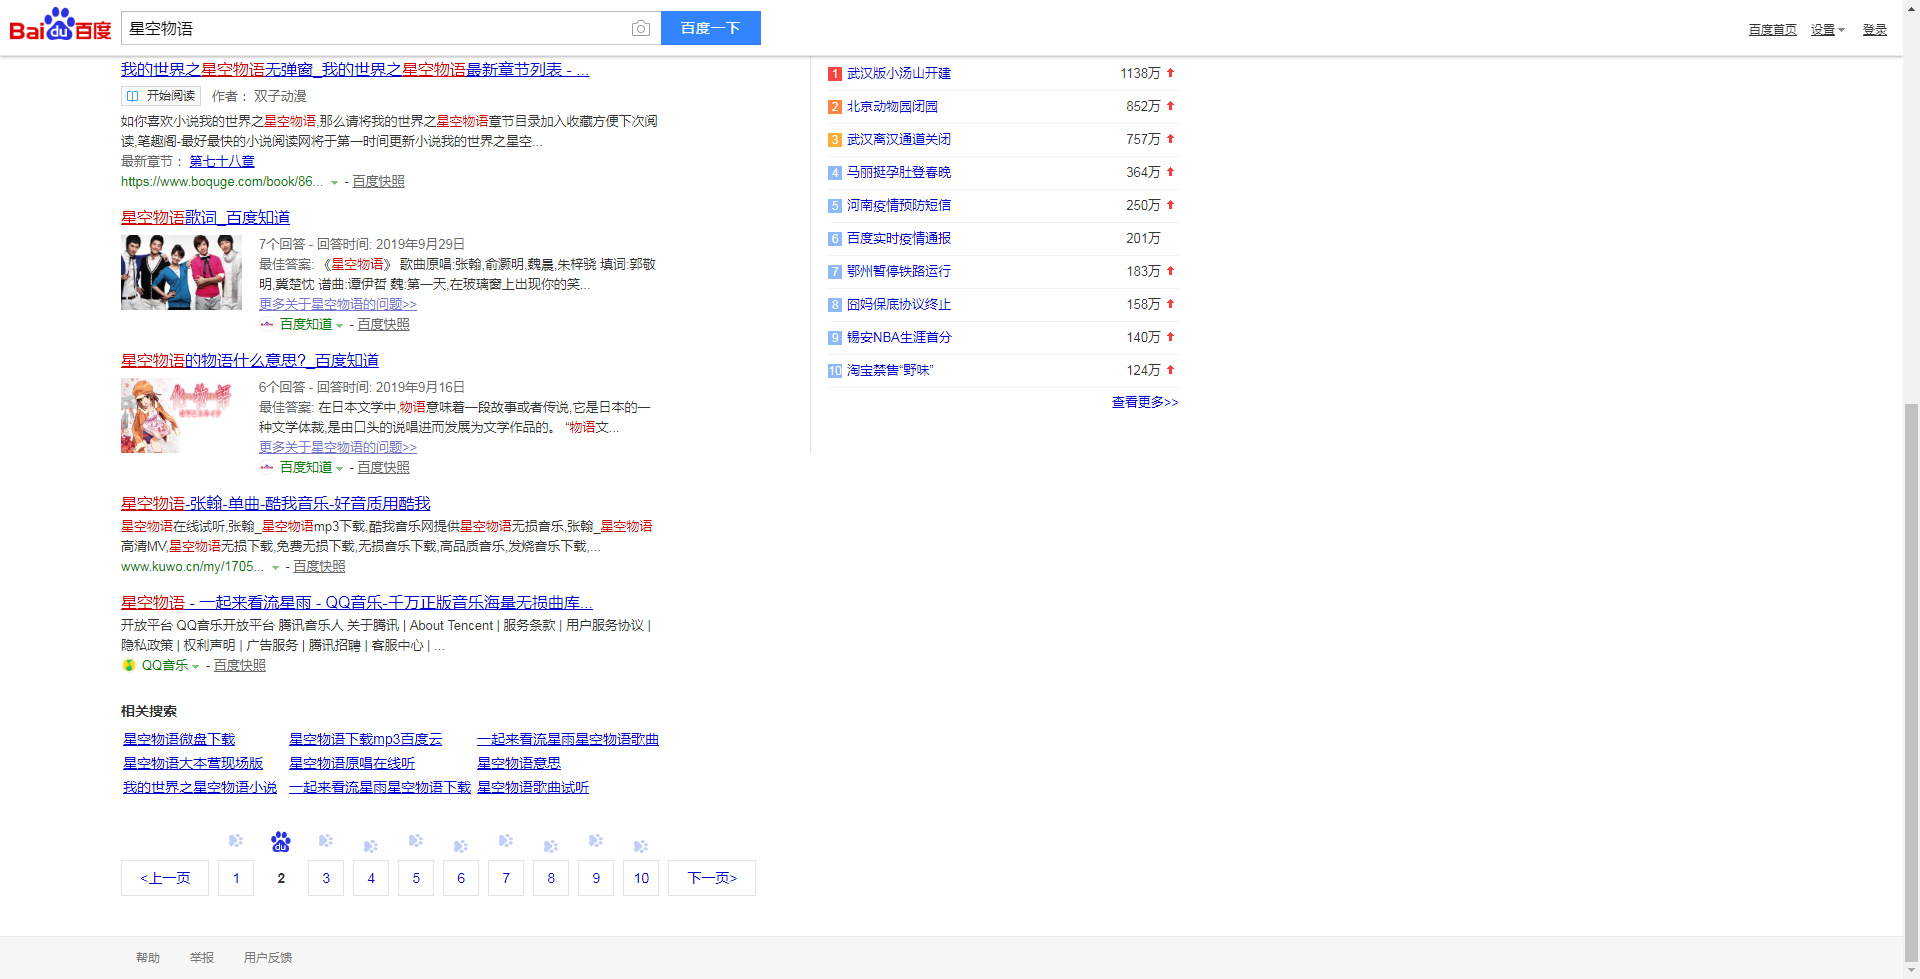 Bai du 百度
星空物语
百度一下
百度首页 设置 登录
我的世界之星空物语无弹窗_我的世界之星空物语最新章节列表 - ...
开始阅读 作者： 双子动漫
如你喜欢小说我的世界之星空物语,那么请将我的世界之星空物语章节目录加入收藏方便下次阅
读,笔趣阁-最好最快的小说阅读网将于第一时间更新小说我的世界之星空...
最新章节： 第七十八章
https://www.boquge.com/book/86... - 百度快照
星空物语歌词_百度知道
7个回答 - 回答时间: 2019年9月29日
最佳答案: 《星空物语》 歌曲原唱:张翰,俞灏明,魏晨,朱梓骁 填词:郭敬
明,冀楚忱 谱曲:谭伊哲 魏:第一天,在玻璃窗上出现你的笑...
更多关于星空物语的问题>>
百度知道 - 百度快照
星空物语的物语什么意思?_百度知道
6个回答 - 回答时间: 2019年9月16日
最佳答案: 在日本文学中,物语意味着一段故事或者传说,它是日本的一
种文学体裁,是由口头的说唱进而发展为文学作品的。 “物语文...
更多关于星空物语的问题>>
百度知道 - 百度快照
星空物语-张翰-单曲-酷我音乐-好音质用酷我
星空物语在线试听,张翰_星空物语mp3下载,酷我音乐网提供星空物语无损音乐,张翰_星空物语
高清MV,星空物语无损下载,免费无损下载,无损音乐下载,高品质音乐,发烧音乐下载,...
www.kuwo.cn/my/1705... - 百度快照
星空物语 - 一起来看流星雨 - QQ音乐-千万正版音乐海量无损曲库...
开放平台 QQ音乐开放平台 腾讯音乐人 关于腾讯 | About Tencent | 服务条款 | 用户服务协议 |
隐私政策 | 权利声明 | 广告服务 | 腾讯招聘 | 客服中心 | ...
QQ音乐 - 百度快照
相关搜索
星空物语微盘下载 星空物语下载mp3百度云 一起来看流星雨星空物语歌曲
星空物语大本营现场版 星空物语原唱在线听 星空物语意思
我的世界之星空物语小说 一起来看流星雨星空物语下载 星空物语歌曲试听
du
<上一页 1 2 3 4 5 6 7 8 9 10 下一页>
1 武汉版小汤山开建 1138万
2 北京动物园闭园 852万
3 武汉离汉通道关闭 757万
4 马丽挺孕肚登春晚 364万
5 河南疫情预防短信 250万
6 百度实时疫情通报 201万
7 鄂州暂停铁路运行 183万
8 囧妈保底协议终止 158万
9 锡安NBA生涯首分 140万
10 淘宝禁售“野味” 124万
查看更多>>
帮助 举报 用户反馈